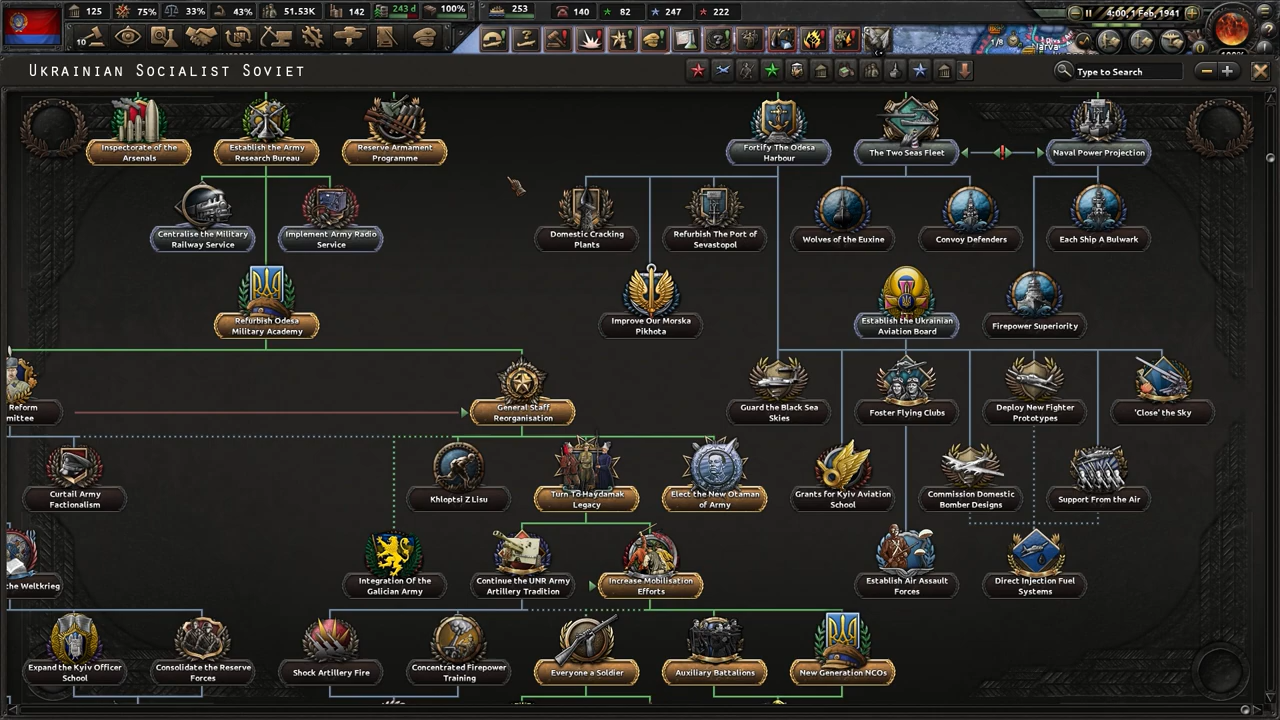 125
75%
33%
43%
51.53K
142
243 d
100%
253
140
82
247
222
4:00, 1 Feb, 1941
10
1/8
Narva
100%
Ukrainian Socialist Soviet
Type to Search
Inspectorate of the
Arsenals
Establish the Army
Research Bureau
Reserve Armament
Programme
Fortify The Odesa
Harbour
The Two Seas Fleet
Naval Power Projection
Centralise the Military
Railway Service
Implement Army Radio
Service
Domestic Cracking
Plants
Refurbish The Port of
Sevastopol
Wolves of the Euxine
Convoy Defenders
Each Ship A Bulwark
Refurbish Odesa
Military Academy
Improve Our Morska
Pikhota
Establish the Ukrainian
Aviation Board
Firepower Superiority
Reform
mittee
General Staff
Reorganisation
Guard the Black Sea
Skies
Foster Flying Clubs
Deploy New Fighter
Prototypes
'Close' the Sky
Curtail Army
Factionalism
Khloptsi Z Lisu
Turn To Haydamak
Legacy
Elect the New Otaman
of Army
Grants for Kyiv Aviation
School
Commission Domestic
Bomber Designs
Support From the Air
the Weltkrieg
Integration Of the
Galician Army
Continue the UNR Army
Artillery Tradition
Increase Mobilisation
Efforts
Establish Air Assault
Forces
Direct Injection Fuel
Systems
Expand the Kyiv Officer
School
Consolidate the Reserve
Forces
Shock Artillery Fire
Concentrated Firepower
Training
Everyone a Soldier
Auxiliary Battalions
New Generation NCOs